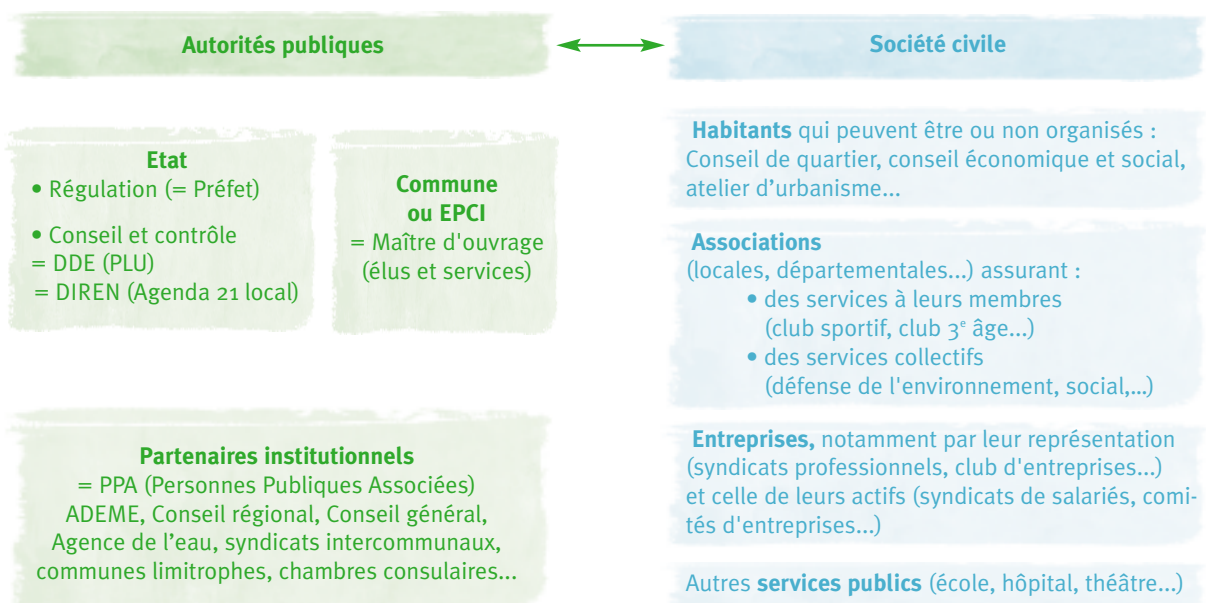 Autorités publiques
Société civile
Etat
• Régulation (= Préfet)
• Conseil et contrôle
= DDE (PLU)
= DIREN (Agenda 21 local)
Commune
ou EPCI
= Maître d'ouvrage
(élus et services)
Partenaires institutionnels
= PPA (Personnes Publiques Associées)
ADEME, Conseil régional, Conseil général,
Agence de l’eau, syndicats intercommunaux,
communes limitrophes, chambres consulaires...
Habitants qui peuvent être ou non organisés :
Conseil de quartier, conseil économique et social,
atelier d’urbanisme...
Associations
(locales, départementales...) assurant :
• des services à leurs membres
(club sportif, club 3e âge...)
• des services collectifs
(défense de l'environnement, social,...)
Entreprises, notamment par leur représentation
(syndicats professionnels, club d'entreprises...)
et celle de leurs actifs (syndicats de salariés, comi-
tés d'entreprises...)
Autres services publics (école, hôpital, théâtre...)